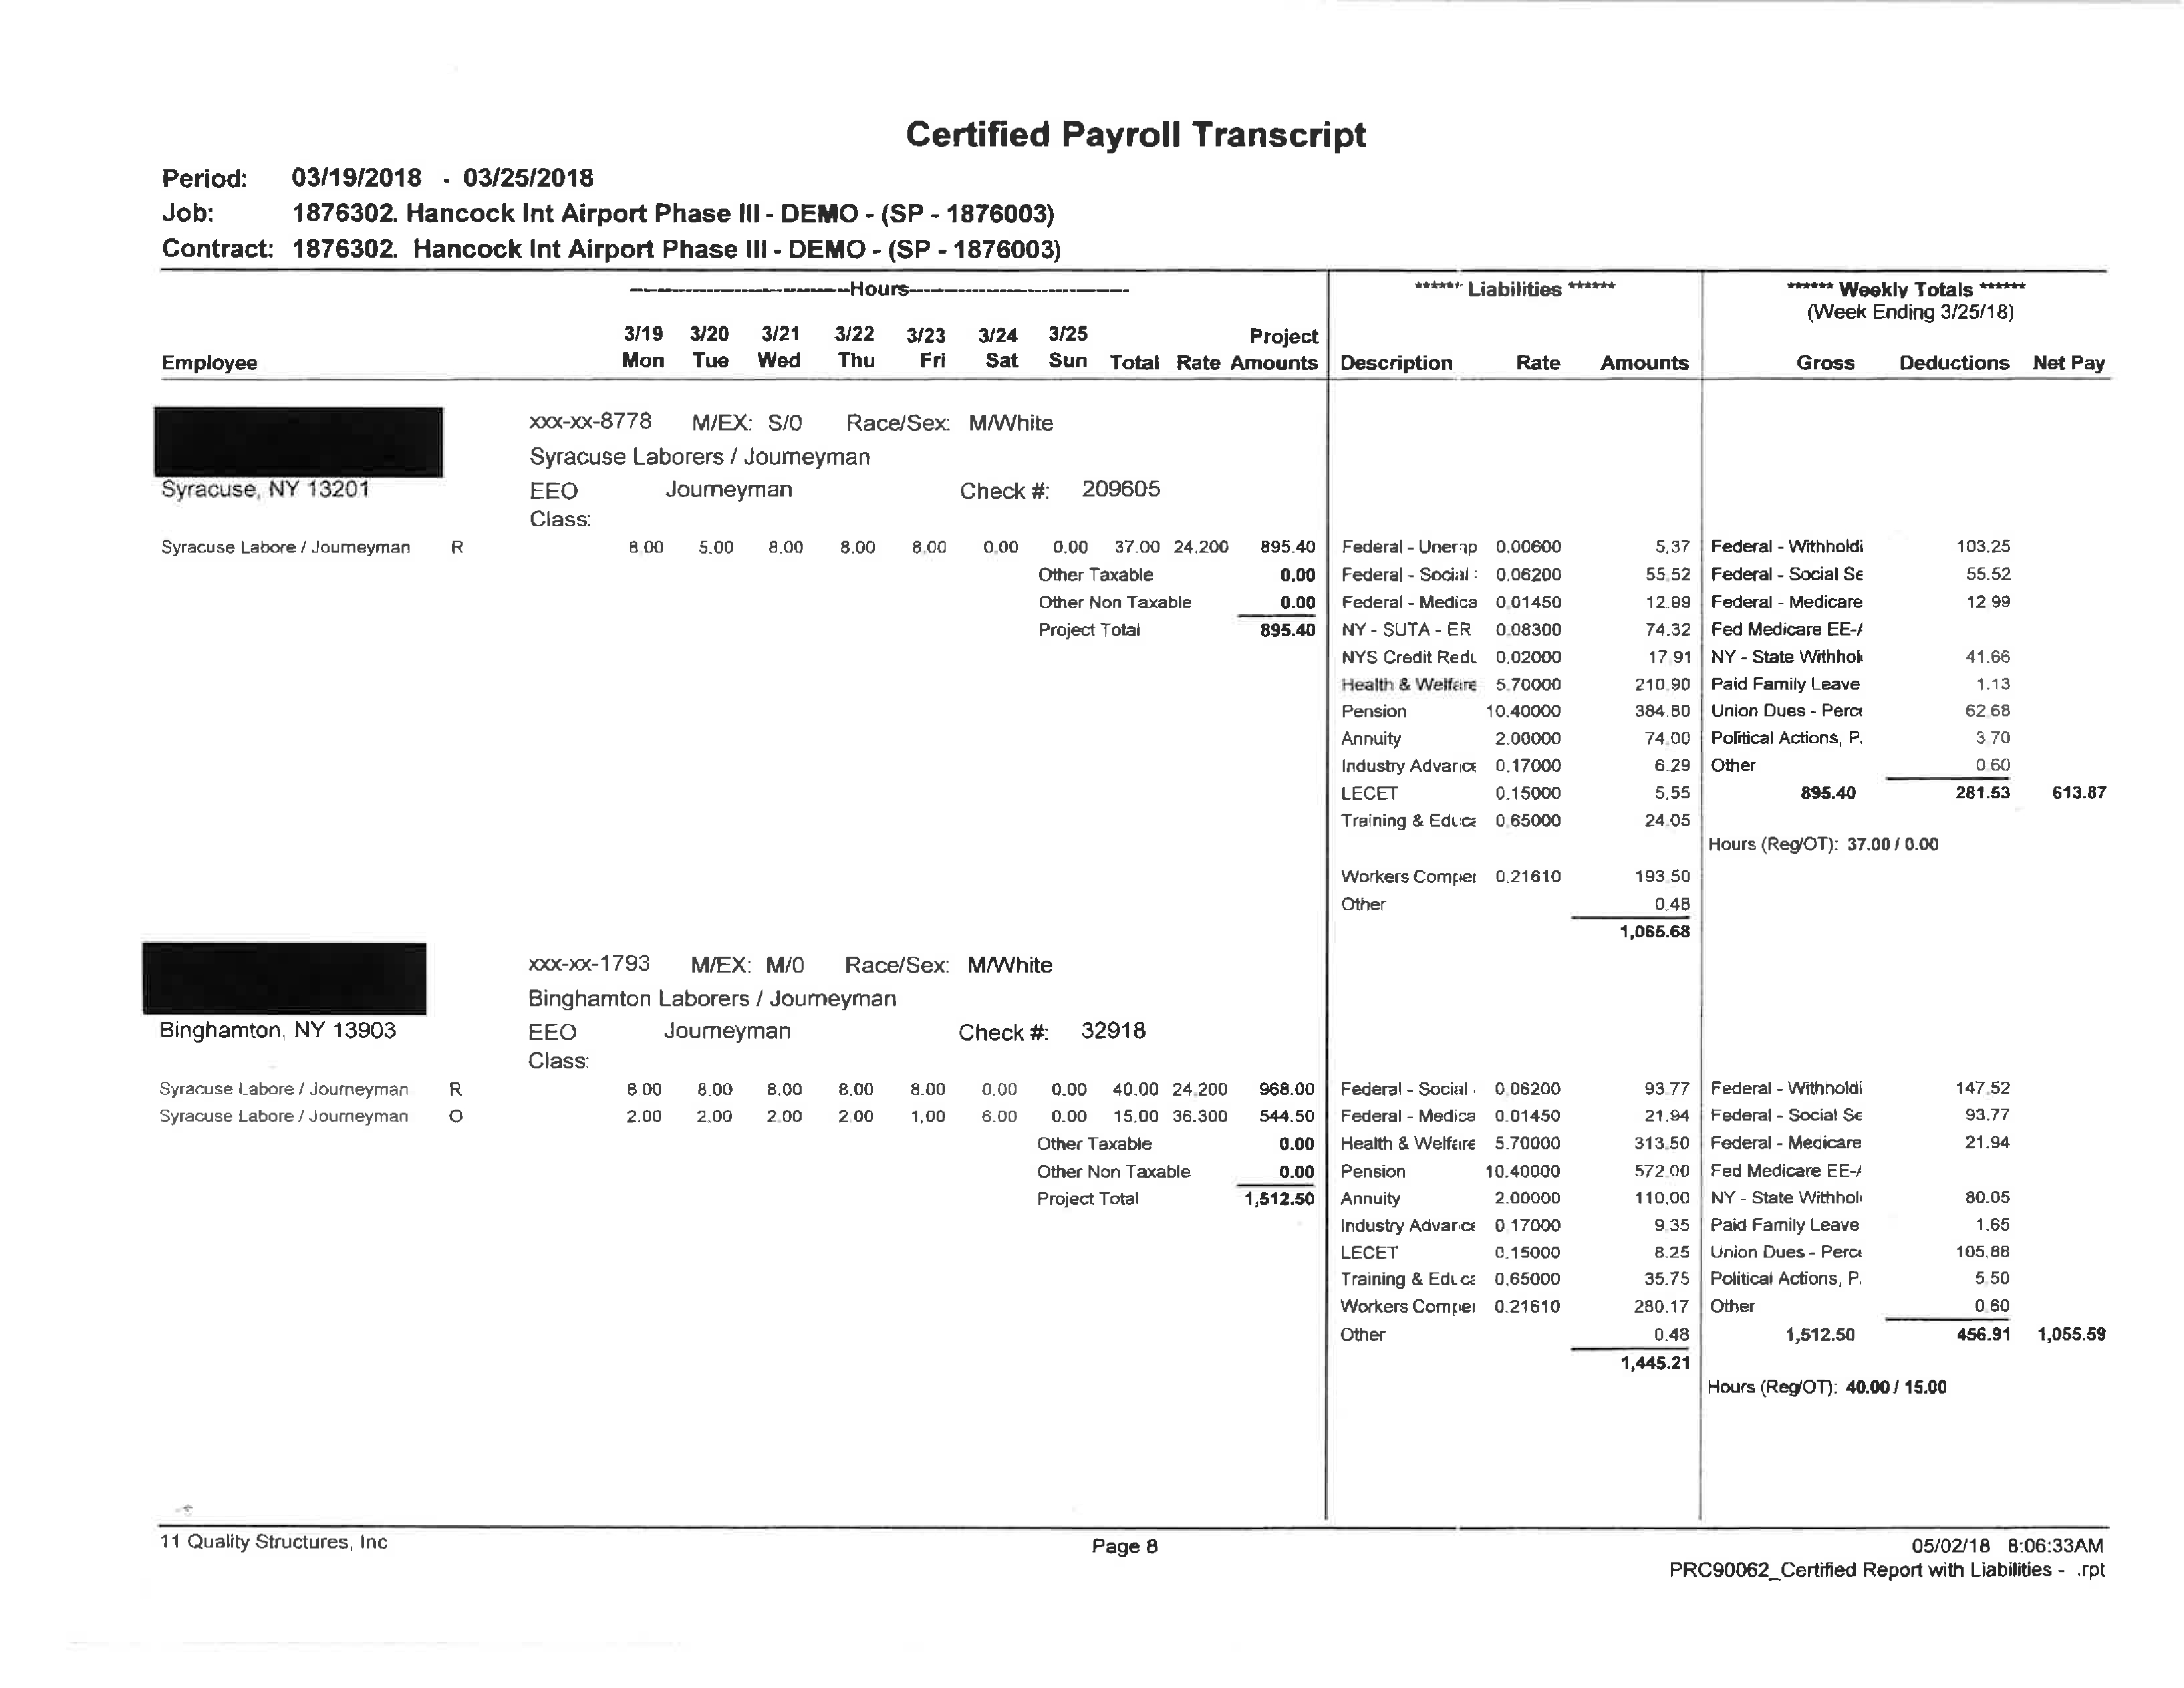 Certified Payroll Transcript
Period: 03/19/2018 - 03/25/2018
Job: 1876302. Hancock Int Airport Phase III - DEMO - (SP - 1876003)
Contract: 1876302. Hancock Int Airport Phase III - DEMO - (SP - 1876003)
Hours ****** Liabilities ****** ****** Weekly Totals ******
(Week Ending 3/25/18)
3/19 3/20 3/21 3/22 3/23 3/24 3/25 Project
Employee Mon Tue Wed Thu Fri Sat Sun Total Rate Amounts Description Rate Amounts Gross Deductions Net Pay
xxx-xx-8778 M/EX: S/0 Race/Sex: M/White
Syracuse Laborers / Journeyman
Syracuse, NY 13201 EEO Journeyman Check #: 209605
Class:
Syracuse Labore / Journeyman R 8.00 5.00 8.00 8.00 8.00 0.00 0.00 37.00 24.200 895.40 Federal - Unemp 0.00600 5.37 Federal - Withholdi 103.25
Other Taxable 0.00 Federal - Social 0.06200 55.52 Federal - Social Se 55.52
Other Non Taxable 0.00 Federal - Medica 0.01450 12.99 Federal - Medicare 12.99
Project Total 895.40 NY - SUTA - ER 0.08300 74.32 Fed Medicare EE-A
NYS Credit Redu 0.02000 17.91 NY - State Withhol 41.66
Health & Welfare 5.70000 210.90 Paid Family Leave 1.13
Pension 10.40000 384.80 Union Dues - Perce 62.68
Annuity 2.00000 74.00 Political Actions, P. 3.70
Industry Advance 0.17000 6.29 Other 0.60
LECET 0.15000 5.55 895.40 281.53 613.87
Training & Educa 0.65000 24.05
Hours (Reg/OT): 37.00 / 0.00
Workers Comper 0.21610 193.50
Other 0.48
1,065.68
xxx-xx-1793 M/EX: M/0 Race/Sex: M/White
Binghamton Laborers / Journeyman
Binghamton, NY 13903 EEO Journeyman Check #: 32918
Class:
Syracuse Labore / Journeyman R 8.00 8.00 8.00 8.00 8.00 0.00 0.00 40.00 24.200 968.00 Federal - Social 0.06200 93.77 Federal - Withholdi 147.52
Syracuse Labore / Journeyman O 2.00 2.00 2.00 2.00 1.00 6.00 0.00 15.00 36.300 544.50 Federal - Medica 0.01450 21.94 Federal - Social Se 93.77
Other Taxable 0.00 Health & Welfare 5.70000 313.50 Federal - Medicare 21.94
Other Non Taxable 0.00 Pension 10.40000 572.00 Fed Medicare EE-A
Project Total 1,512.50 Annuity 2.00000 110.00 NY - State Withhol 80.05
Industry Advance 0.17000 9.35 Paid Family Leave 1.65
LECET 0.15000 8.25 Union Dues - Perce 105.88
Training & Educa 0.65000 35.75 Political Actions, P. 5.50
Workers Comper 0.21610 280.17 Other 0.60
Other 0.48 1,512.50 456.91 1,055.59
1,445.21
Hours (Reg/OT): 40.00 / 15.00
11 Quality Structures, Inc Page 8 05/02/18 8:06:33AM
PRC90062_Certified Report with Liabilities - .rpt